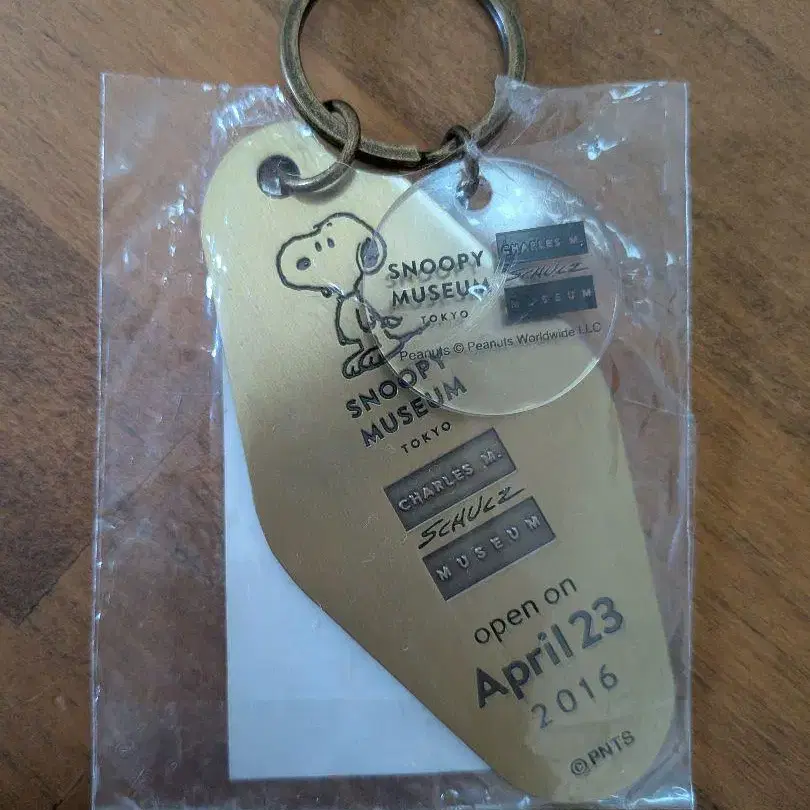 SNOOPY
MUSEUM
TOKYO
CHARLES M.
SCHULZ
MUSEUM
Peanuts © Peanuts Worldwide LLC
SNOOPY
MUSEUM
TOKYO
CHARLES M.
SCHULZ
MUSEUM
open on
April 23
2016
©PNTS